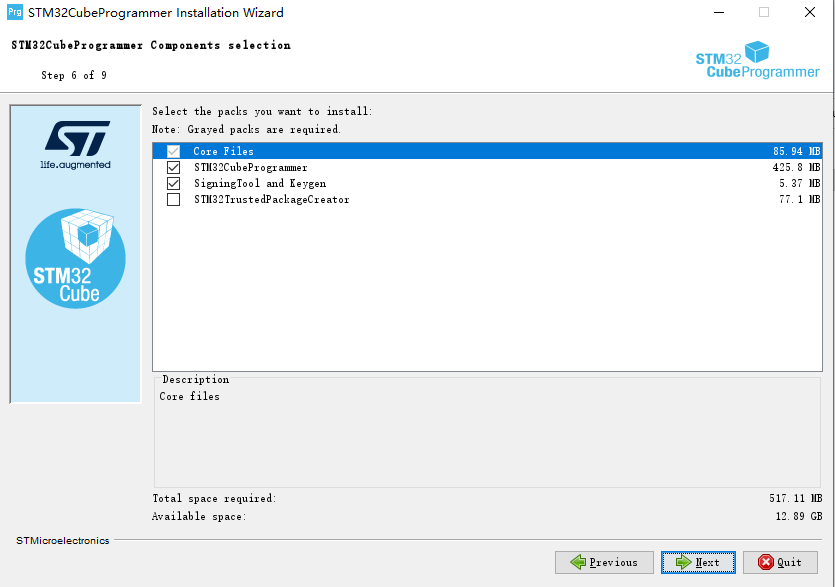 Prg STM32CubeProgrammer Installation Wizard
STM32CubeProgrammer Components selection
Step 6 of 9
STM32
CubeProgrammer
ST
life.augmented
STM32
Cube
Select the packs you want to install:
Note: Grayed packs are required.
Core Files 85.94 MB
STM32CubeProgrammer 425.8 MB
SigningTool and Keygen 5.37 MB
STM32TrustedPackageCreator 77.1 MB
Description
Core files
Total space required: 517.11 MB
Available space: 12.89 GB
STMicroelectronics
Previous Next Quit